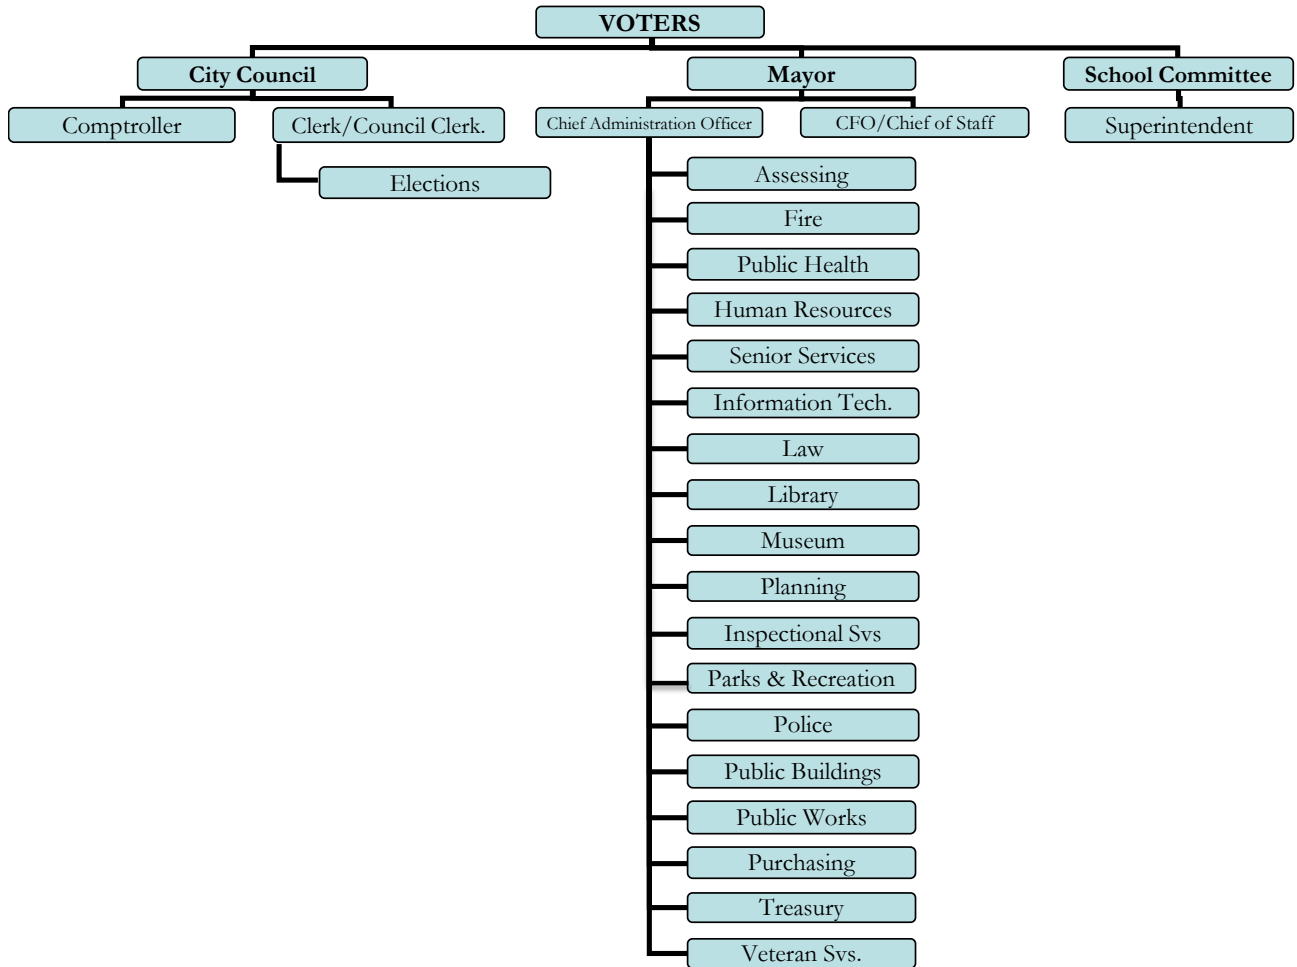 VOTERS
City Council
Mayor
School Committee
Comptroller
Clerk/Council Clerk.
Chief Administration Officer
CFO/Chief of Staff
Superintendent
Elections
Assessing
Fire
Public Health
Human Resources
Senior Services
Information Tech.
Law
Library
Museum
Planning
Inspectional Svs
Parks & Recreation
Police
Public Buildings
Public Works
Purchasing
Treasury
Veteran Svs.